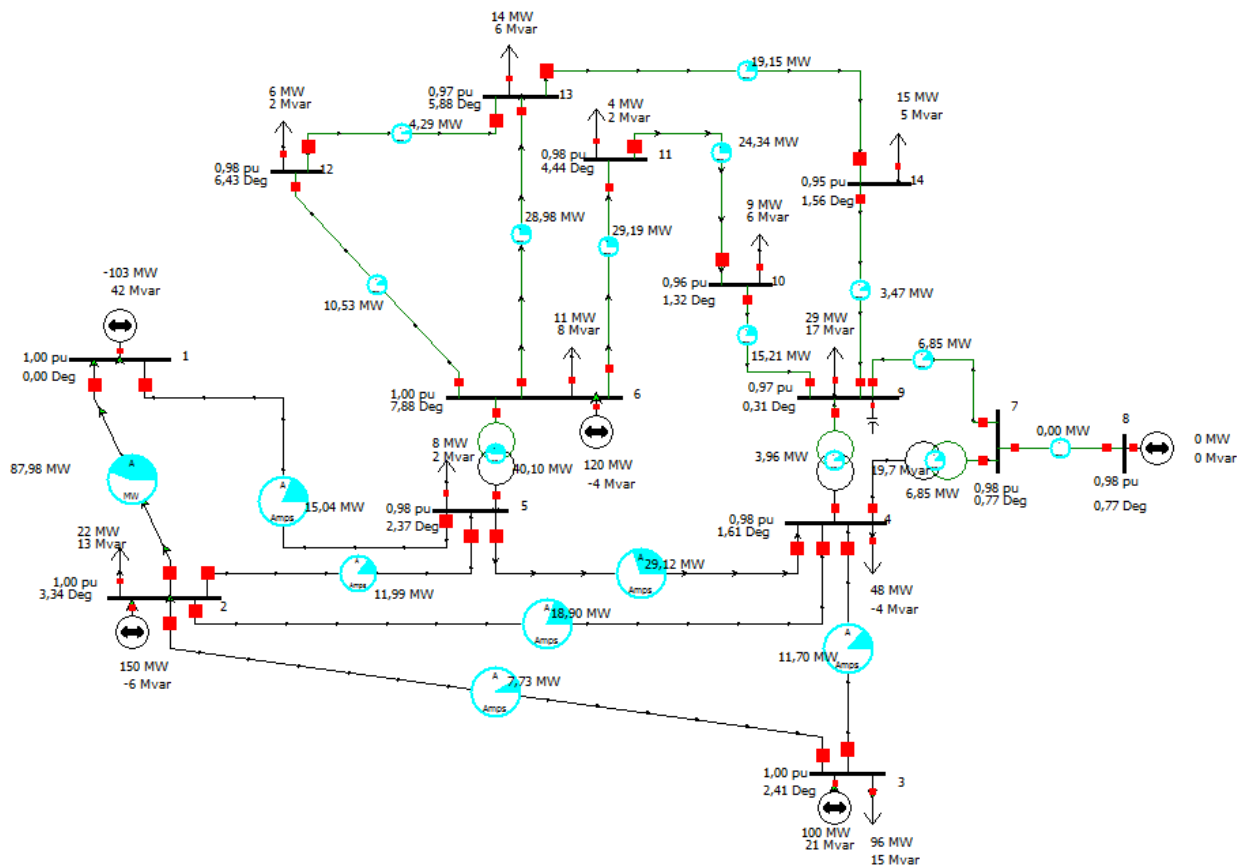 14 MW
6 Mvar
19,15 MW
0,97 pu
5,88 Deg
13
6 MW
2 Mvar
4,29 MW
4 MW
2 Mvar
15 MW
5 Mvar
24,34 MW
0,98 pu
6,43 Deg
12
0,98 pu
4,44 Deg
11
0,95 pu
1,56 Deg
14
28,98 MW
29,19 MW
9 MW
6 Mvar
0,96 pu
1,32 Deg
10
3,47 MW
10,53 MW
-103 MW
42 Mvar
11 MW
8 Mvar
29 MW
17 Mvar
15,21 MW
6,85 MW
1,00 pu
0,00 Deg
1
1,00 pu
7,88 Deg
6
0,97 pu
0,31 Deg
9
7
8
8 MW
2 Mvar
40,10 MW
120 MW
-4 Mvar
3,96 MW
19,7 Mvar
6,85 MW
0,00 MW
0 MW
0 Mvar
0,98 pu
0,77 Deg
0,98 pu
0,77 Deg
A
MW
87,98 MW
A
Amps
15,04 MW
0,98 pu
2,37 Deg
5
0,98 pu
1,61 Deg
4
22 MW
13 Mvar
A
Amps
11,99 MW
A
Amps
29,12 MW
48 MW
-4 Mvar
1,00 pu
3,34 Deg
2
A
Amps
18,90 MW
150 MW
-6 Mvar
A
Amps
11,70 MW
A
Amps
7,73 MW
1,00 pu
2,41 Deg
3
100 MW
21 Mvar
96 MW
15 Mvar